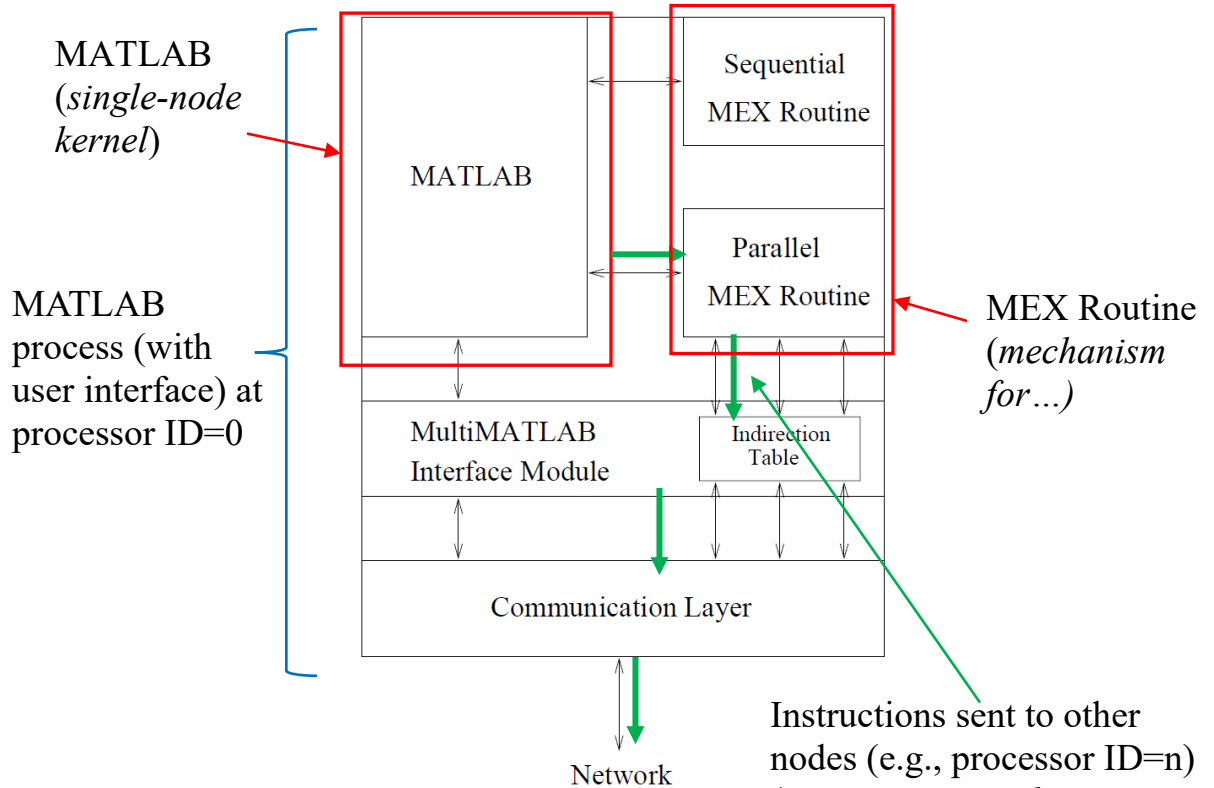 MATLAB
(single-node
kernel)
MATLAB
process (with
user interface) at
processor ID=0
MATLAB
Sequential
MEX Routine
Parallel
MEX Routine
MEX Routine
(mechanism
for…)
MultiMATLAB
Interface Module
Indirection
Table
Communication Layer
Network
Instructions sent to other
nodes (e.g., processor ID=n)